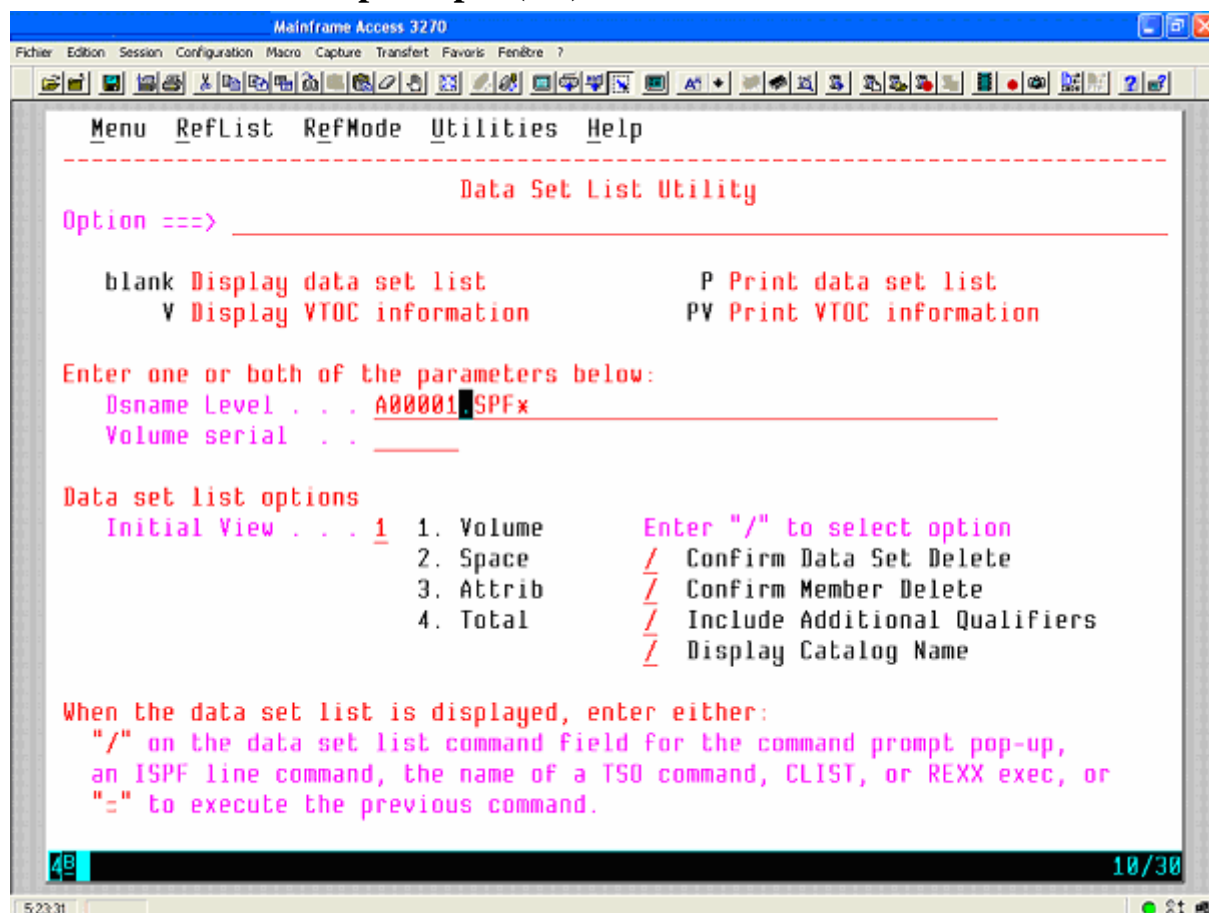 Mainframe Access 3270
Fichier Edition Session Configuration Macro Capture Transfert Favoris Fenêtre ?
Menu RefList RefMode Utilities Help
Data Set List Utility
Option ===>
blank Display data set list P Print data set list
V Display VTOC information PV Print VTOC information
Enter one or both of the parameters below:
Dsname Level . . . A00001.SPF*
Volume serial . .
Data set list options
Initial View . . . 1 1. Volume Enter "/" to select option
2. Space / Confirm Data Set Delete
3. Attrib / Confirm Member Delete
4. Total / Include Additional Qualifiers
/ Display Catalog Name
When the data set list is displayed, enter either:
"/" on the data set list command field for the command prompt pop-up,
an ISPF line command, the name of a TSO command, CLIST, or REXX exec, or
"=" to execute the previous command.
4B 10/30
5:23:31